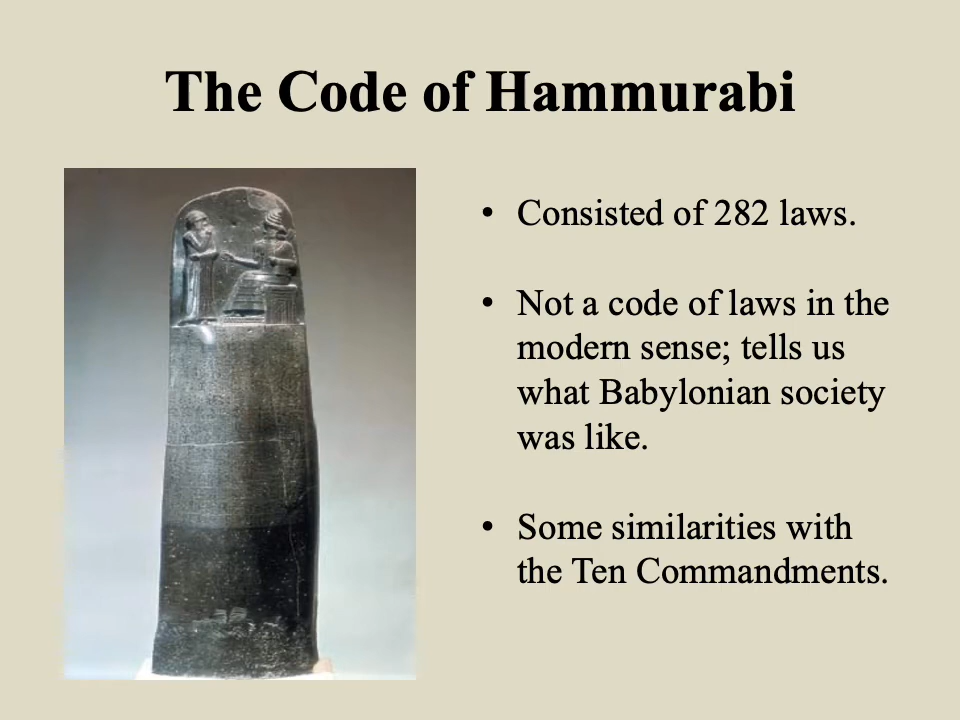 The Code of Hammurabi
• Consisted of 282 laws.
• Not a code of laws in the
modern sense; tells us
what Babylonian society
was like.
• Some similarities with
the Ten Commandments.